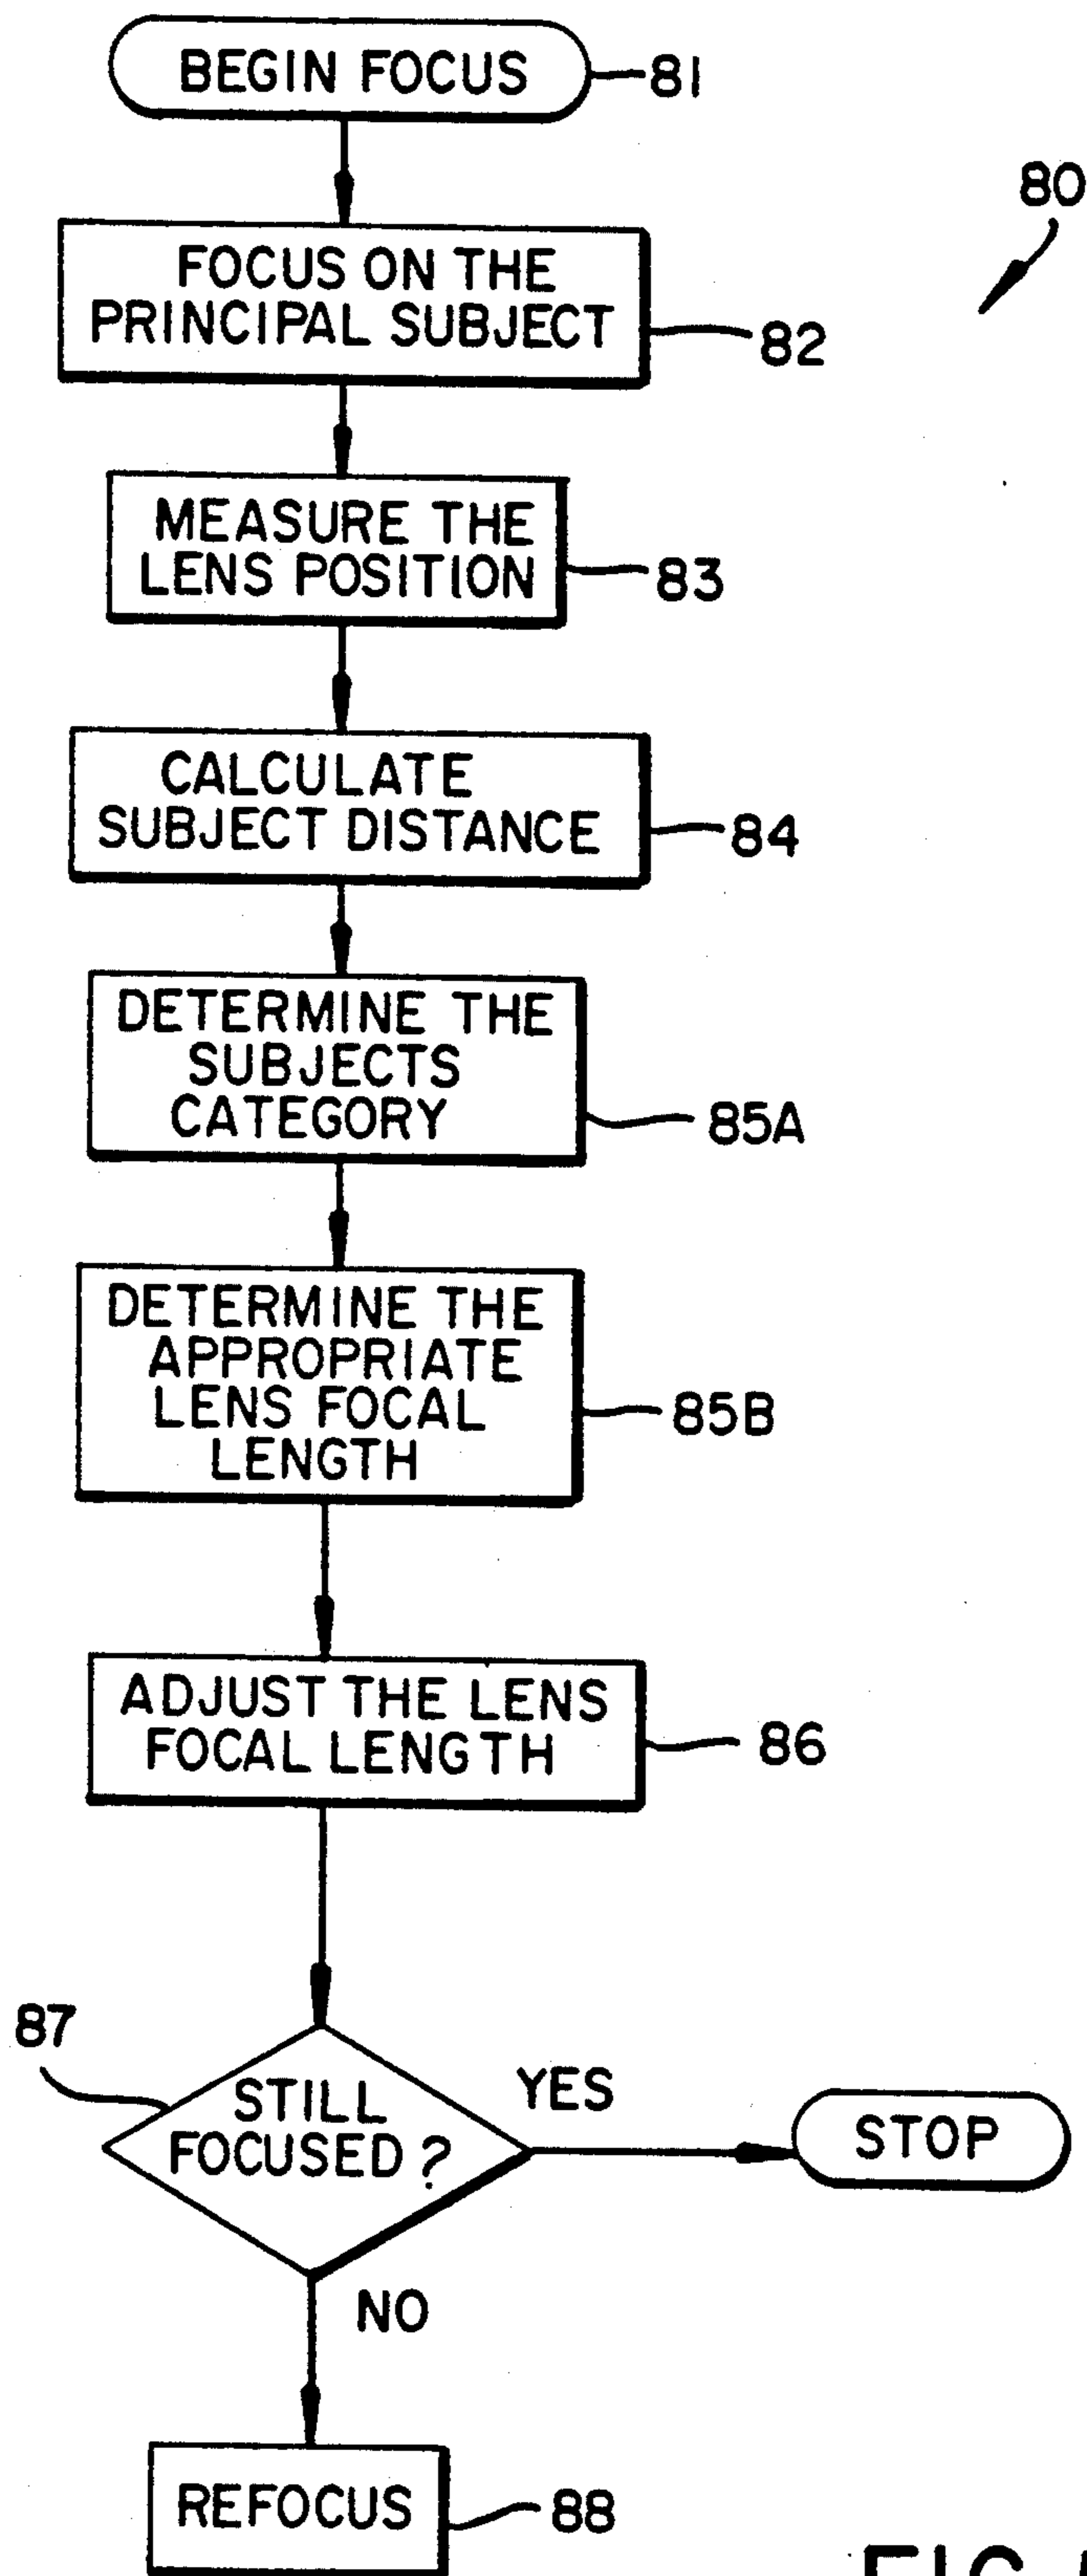 BEGIN FOCUS
81
80
FOCUS ON THE
PRINCIPAL SUBJECT
82
MEASURE THE
LENS POSITION
83
CALCULATE
SUBJECT DISTANCE
84
DETERMINE THE
SUBJECTS
CATEGORY
85A
DETERMINE THE
APPROPRIATE
LENS FOCAL
LENGTH
85B
ADJUST THE LENS
FOCAL LENGTH
86
87
STILL
FOCUSED?
YES
STOP
NO
REFOCUS
88